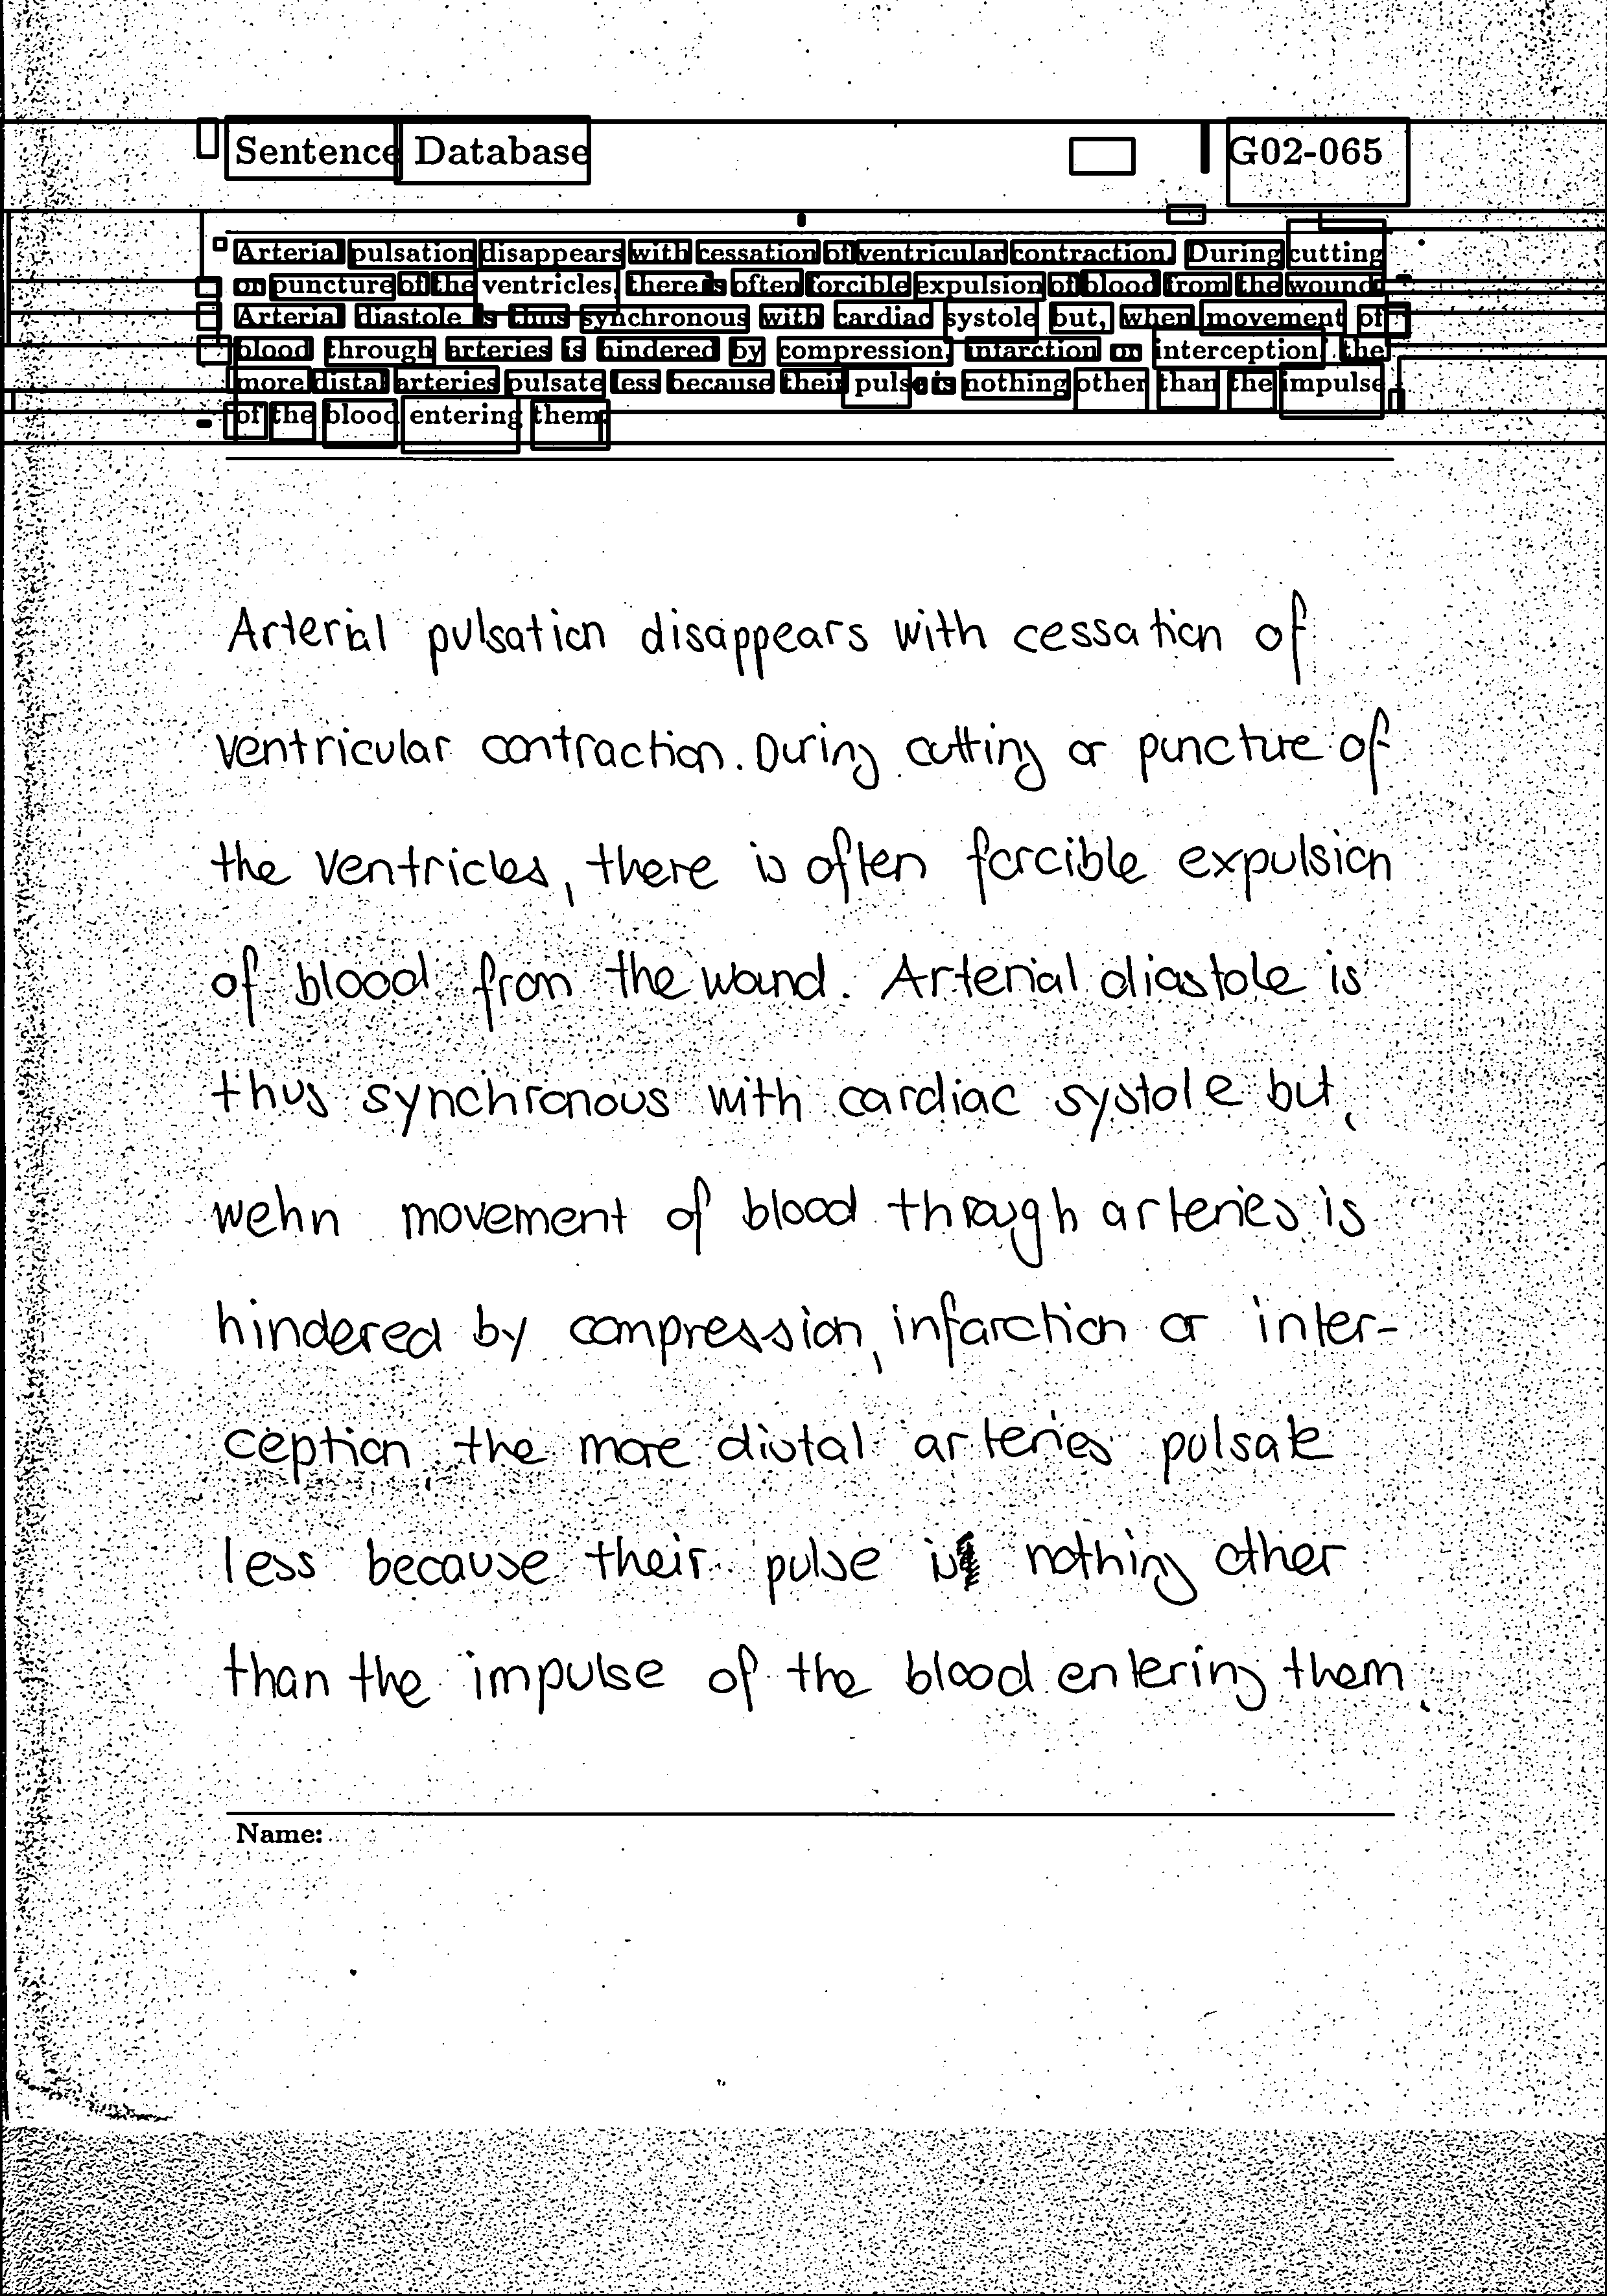 Sentence Database G02-065
Arterial pulsation disappears with cessation of ventricular contraction. During cutting
or puncture of the ventricles, there is often forcible expulsion of blood from the wound.
Arterial diastole is thus synchronous with cardiac systole but, when movement of
blood through arteries is hindered by compression, infarction or interception, the
more distal arteries pulsate less because their pulse is nothing other than the impulse
of the blood entering them.
Arterial pulsation disappears with cessation of
ventricular contraction. During cutting or puncture of
the ventricles, there is often forcible expulsion
of blood from the wound. Arterial diastole is
thus synchronous with cardiac systole but,
wehn movement of blood through arteries is
hindered by compression, infarction or inter-
ception, the more distal arteries pulsate
less because their pulse is nothing other
than the impulse of the blood entering them.
Name: